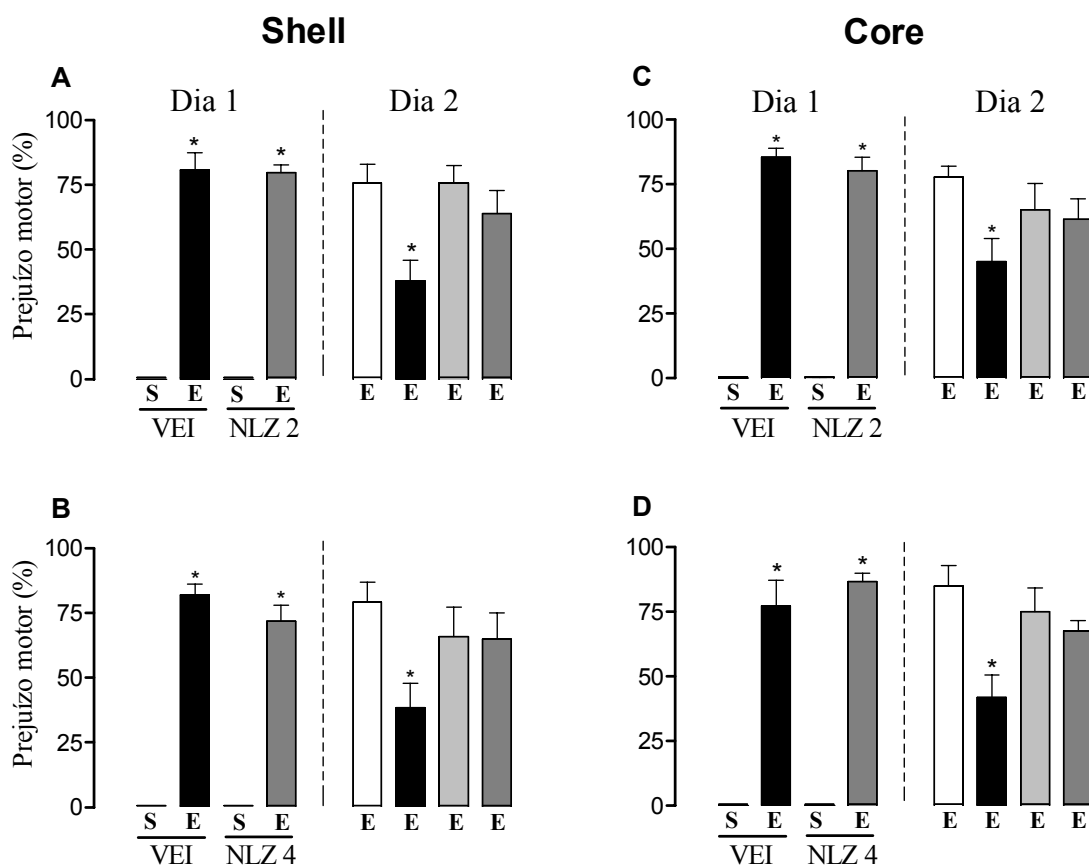 Shell
Core
A
Dia 1
Dia 2
Prejuízo motor (%)
100
75
50
25
0
*
*
*
S E S E
E E E E
VEI NLZ 2
C
Dia 1
Dia 2
100
75
50
25
0
*
*
*
S E S E
E E E E
VEI NLZ 2
B
Prejuízo motor (%)
100
75
50
25
0
*
*
*
S E S E
E E E E
VEI NLZ 4
D
100
75
50
25
0
*
*
*
S E S E
E E E E
VEI NLZ 4